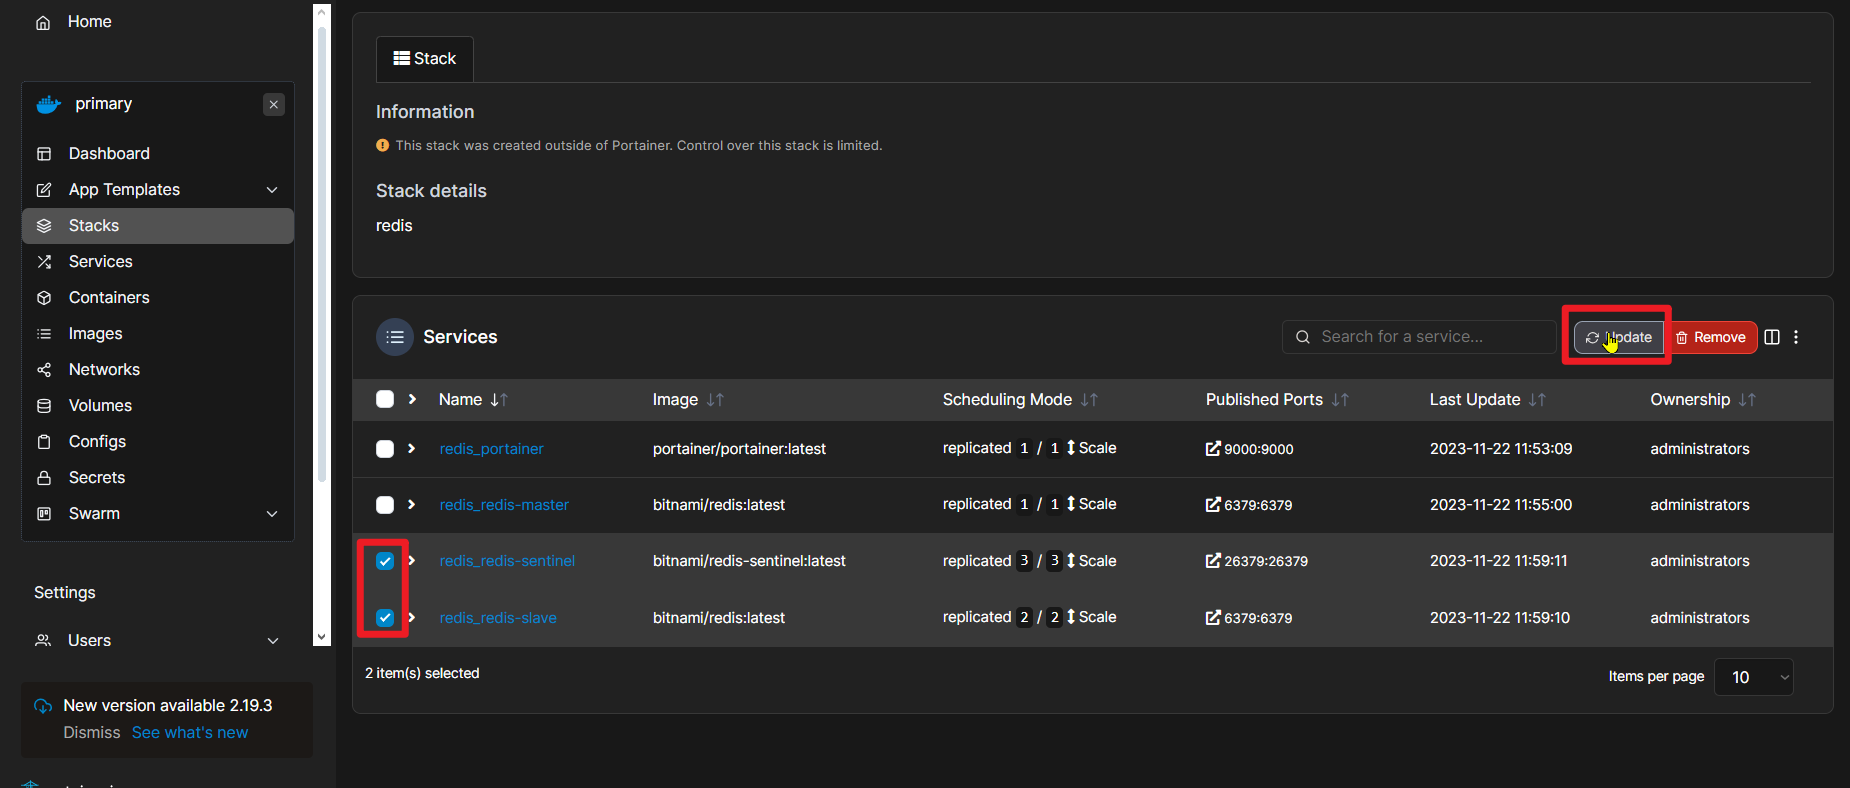 Home
primary
Dashboard
App Templates
Stacks
Services
Containers
Images
Networks
Volumes
Configs
Secrets
Swarm
Settings
Users
New version available 2.19.3
Dismiss See what's new
Stack
Information
This stack was created outside of Portainer. Control over this stack is limited.
Stack details
redis
Services
Search for a service...
Update
Remove
Name Image Scheduling Mode Published Ports Last Update Ownership
redis_portainer portainer/portainer:latest replicated 1 / 1 Scale 9000:9000 2023-11-22 11:53:09 administrators
redis_redis-master bitnami/redis:latest replicated 1 / 1 Scale 6379:6379 2023-11-22 11:55:00 administrators
redis_redis-sentinel bitnami/redis-sentinel:latest replicated 3 / 3 Scale 26379:26379 2023-11-22 11:59:11 administrators
redis_redis-slave bitnami/redis:latest replicated 2 / 2 Scale 6379:6379 2023-11-22 11:59:10 administrators
2 item(s) selected
Items per page 10